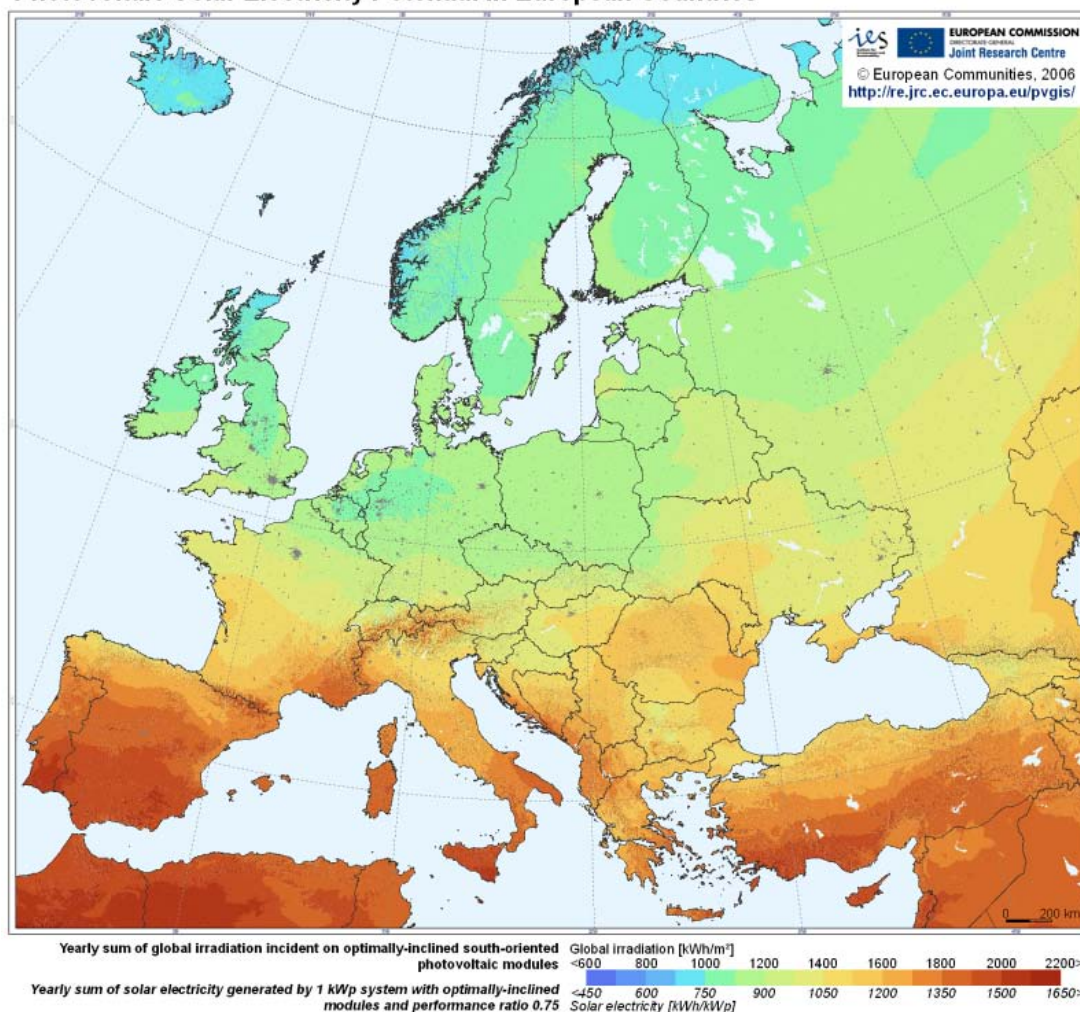 ies
EUROPEAN COMMISSION
DIRECTORATE-GENERAL
Joint Research Centre
© European Communities, 2006
http://re.jrc.ec.europa.eu/pvgis/
0 200 km
Yearly sum of global irradiation incident on optimally-inclined south-oriented
photovoltaic modules
Global irradiation [kWh/m²]
<600 800 1000 1200 1400 1600 1800 2000 2200>
Yearly sum of solar electricity generated by 1 kWp system with optimally-inclined
modules and performance ratio 0.75
<450 600 750 900 1050 1200 1350 1500 1650>
Solar electricity [kWh/kWp]